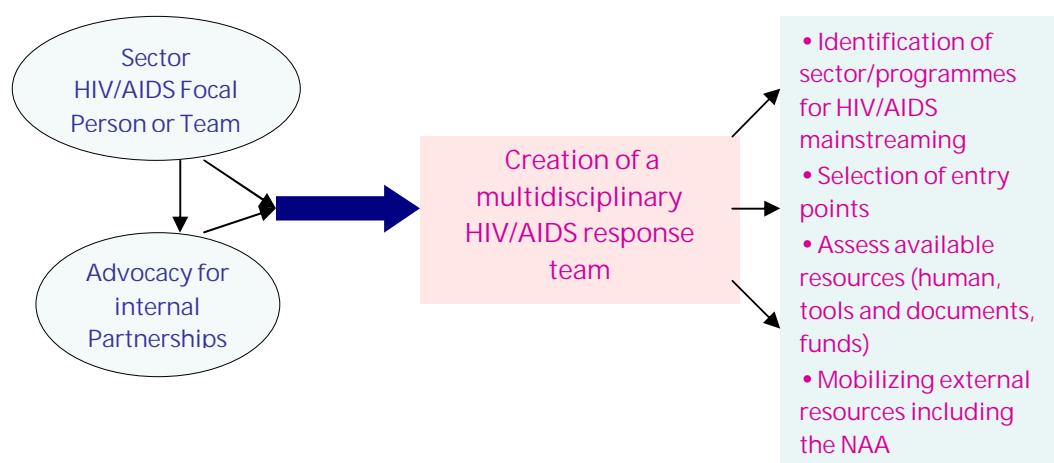 Sector
HIV/AIDS Focal
Person or Team
Advocacy for
internal
Partnerships
Creation of a
multidisciplinary
HIV/AIDS response
team
• Identification of
sector/programmes
for HIV/AIDS
mainstreaming
• Selection of entry
points
• Assess available
resources (human,
tools and documents,
funds)
• Mobilizing external
resources including
the NAA